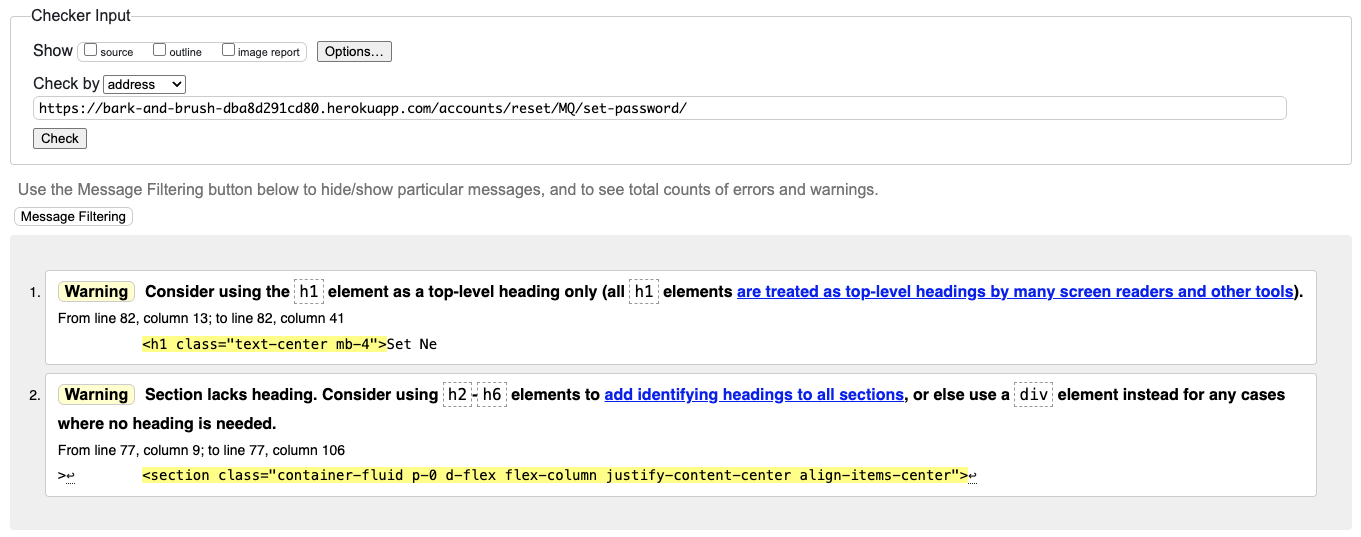 Checker Input
Show source outline image report Options...
Check by address
https://bark-and-brush-dba8d291cd80.herokuapp.com/accounts/reset/MQ/set-password/
Check
Use the Message Filtering button below to hide/show particular messages, and to see total counts of errors and warnings.
Message Filtering
1. Warning Consider using the h1 element as a top-level heading only (all h1 elements are treated as top-level headings by many screen readers and other tools).
From line 82, column 13; to line 82, column 41
<h1 class="text-center mb-4">Set Ne
2. Warning Section lacks heading. Consider using h2-h6 elements to add identifying headings to all sections, or else use a div element instead for any cases
where no heading is needed.
From line 77, column 9; to line 77, column 106
>↩ <section class="container-fluid p-0 d-flex flex-column justify-content-center align-items-center">↩